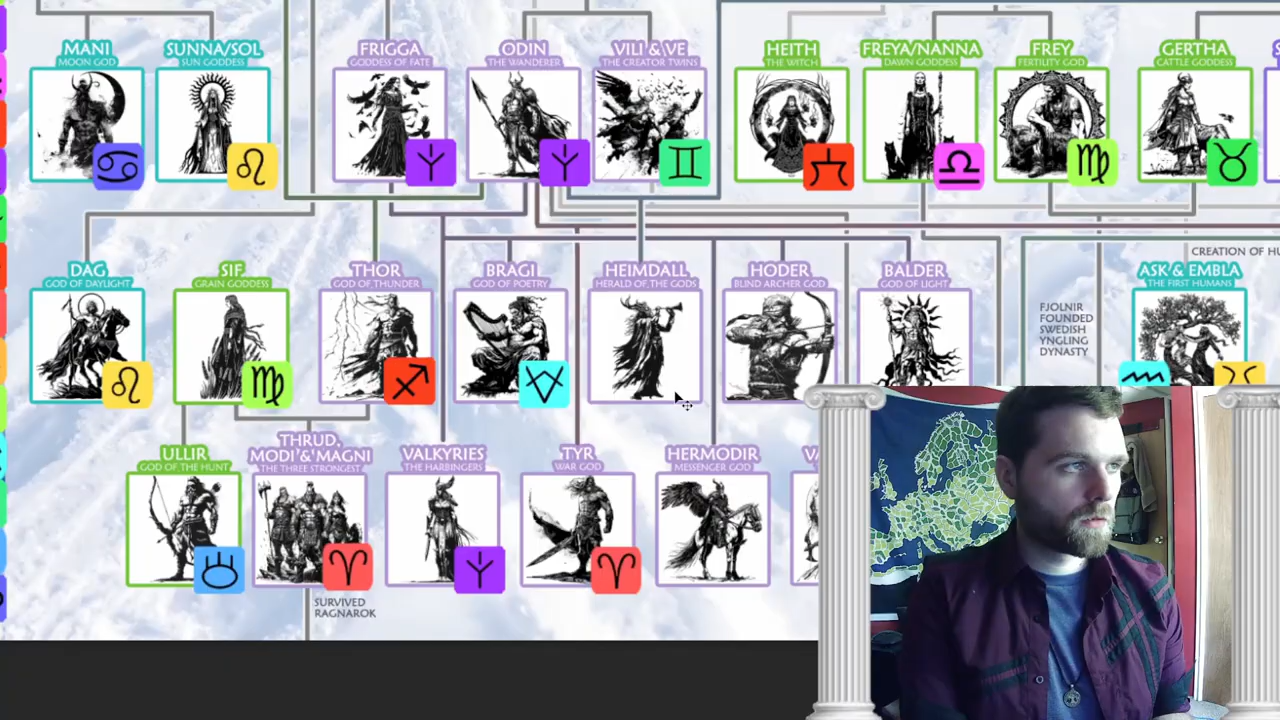 MANI
MOON GOD
SUNNA/SOL
SUN GODDESS
FRIGGA
GODDESS OF FATE
ODIN
THE WANDERER
VILI & VE
THE CREATOR TWINS
HEITH
THE WITCH
FREYA/NANNA
DAWN GODDESS
FREY
FERTILITY GOD
GERTHA
CATTLE GODDESS
CREATION OF HU
DAG
GOD OF DAYLIGHT
SIF
GRAIN GODDESS
THOR
GOD OF THUNDER
BRAGI
GOD OF POETRY
HEIMDALL
HERALD OF THE GODS
HODER
BLIND ARCHER GOD
BALDER
GOD OF LIGHT
FJOLNIR
FOUNDED
SWEDISH
YNGLING
DYNASTY
ASK & EMBLA
THE FIRST HUMANS
ULLIR
GOD OF THE HUNT
THRUD,
MODI & MAGNI
THE THREE STRONGEST
VALKYRIES
THE HARBINGERS
TYR
WAR GOD
HERMODIR
MESSENGER GOD
SURVIVED
RAGNAROK